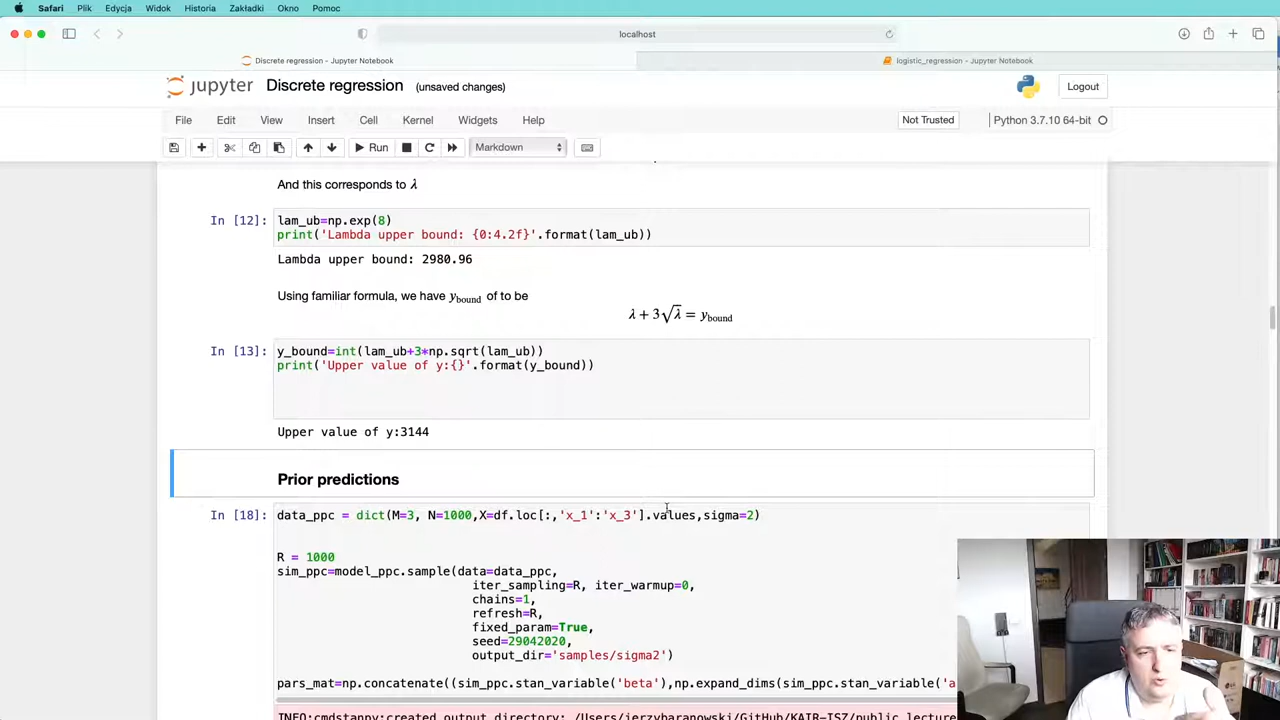 Safari Plik Edycja Widok Historia Zakładki Okno Pomoc
localhost
Discrete regression - Jupyter Notebook
logistic_regression - Jupyter Notebook
jupyter Discrete regression (unsaved changes) Logout
File Edit View Insert Cell Kernel Widgets Help Not Trusted Python 3.7.10 64-bit
Run Markdown
And this corresponds to λ
In [12]: lam_ub=np.exp(8)
print('Lambda upper bound: {0:4.2f}'.format(lam_ub))
Lambda upper bound: 2980.96
Using familiar formula, we have y_bound of to be
λ + 3√λ = y_bound
In [13]: y_bound=int(lam_ub+3*np.sqrt(lam_ub))
print('Upper value of y:{}'.format(y_bound))
Upper value of y:3144
Prior predictions
In [18]: data_ppc = dict(M=3, N=1000,X=df.loc[:,'x_1':'x_3'].values,sigma=2)
R = 1000
sim_ppc=model_ppc.sample(data=data_ppc,
iter_sampling=R, iter_warmup=0,
chains=1,
refresh=R,
fixed_param=True,
seed=29042020,
output_dir='samples/sigma2')
pars_mat=np.concatenate((sim_ppc.stan_variable('beta'),np.expand_dims(sim_ppc.stan_variable('a
INFO:cmdstanpy:created output directory: /Users/jerzybaranowski/GitHub/KAIR-ISZ/public_lecture